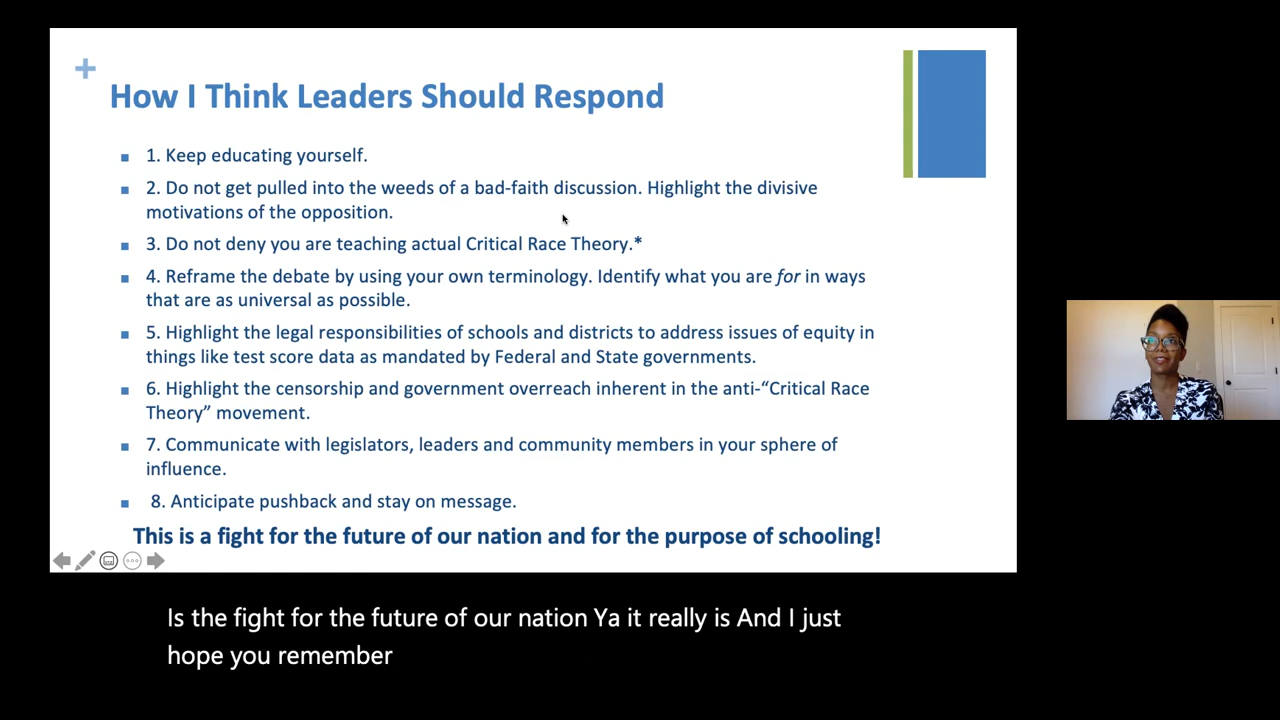 How I Think Leaders Should Respond
1. Keep educating yourself.
2. Do not get pulled into the weeds of a bad-faith discussion. Highlight the divisive
motivations of the opposition.
3. Do not deny you are teaching actual Critical Race Theory.*
4. Reframe the debate by using your own terminology. Identify what you are for in ways
that are as universal as possible.
5. Highlight the legal responsibilities of schools and districts to address issues of equity in
things like test score data as mandated by Federal and State governments.
6. Highlight the censorship and government overreach inherent in the anti-“Critical Race
Theory” movement.
7. Communicate with legislators, leaders and community members in your sphere of
influence.
8. Anticipate pushback and stay on message.
This is a fight for the future of our nation and for the purpose of schooling!
Is the fight for the future of our nation Ya it really is And I just
hope you remember